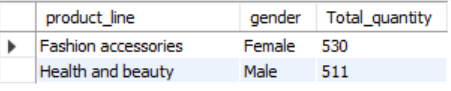 product_line gender Total_quantity
Fashion accessories Female 530
Health and beauty Male 511